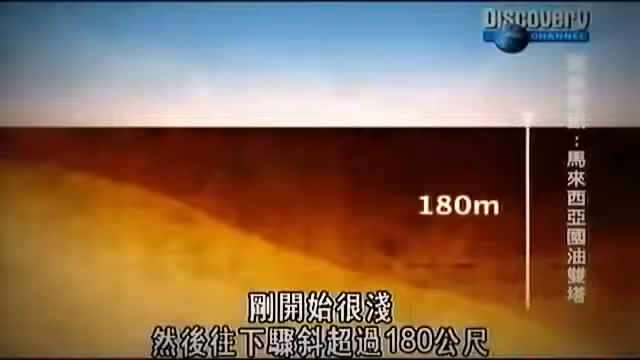 Discovery
CHANNEL
：馬來西亞國油雙塔
180m
剛開始很淺
然後往下驟斜超過180公尺